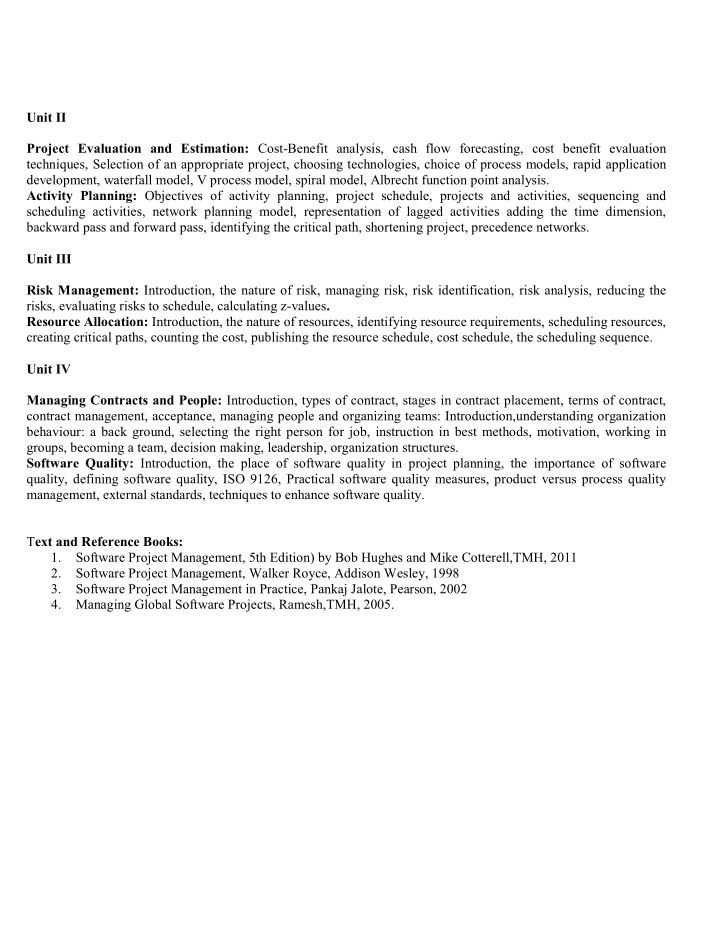 Unit II
Project Evaluation and Estimation: Cost-Benefit analysis, cash flow forecasting, cost benefit evaluation
techniques, Selection of an appropriate project, choosing technologies, choice of process models, rapid application
development, waterfall model, V process model, spiral model, Albrecht function point analysis.
Activity Planning: Objectives of activity planning, project schedule, projects and activities, sequencing and
scheduling activities, network planning model, representation of lagged activities adding the time dimension,
backward pass and forward pass, identifying the critical path, shortening project, precedence networks.
Unit III
Risk Management: Introduction, the nature of risk, managing risk, risk identification, risk analysis, reducing the
risks, evaluating risks to schedule, calculating z-values.
Resource Allocation: Introduction, the nature of resources, identifying resource requirements, scheduling resources,
creating critical paths, counting the cost, publishing the resource schedule, cost schedule, the scheduling sequence.
Unit IV
Managing Contracts and People: Introduction, types of contract, stages in contract placement, terms of contract,
contract management, acceptance, managing people and organizing teams: Introduction,understanding organization
behaviour: a back ground, selecting the right person for job, instruction in best methods, motivation, working in
groups, becoming a team, decision making, leadership, organization structures.
Software Quality: Introduction, the place of software quality in project planning, the importance of software
quality, defining software quality, ISO 9126, Practical software quality measures, product versus process quality
management, external standards, techniques to enhance software quality.
Text and Reference Books:
1. Software Project Management, 5th Edition) by Bob Hughes and Mike Cotterell,TMH, 2011
2. Software Project Management, Walker Royce, Addison Wesley, 1998
3. Software Project Management in Practice, Pankaj Jalote, Pearson, 2002
4. Managing Global Software Projects, Ramesh,TMH, 2005.